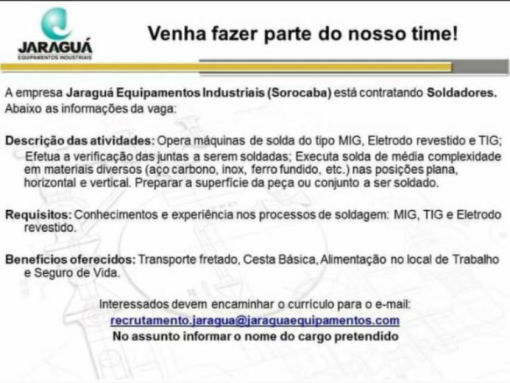 JARAGUÁ
EQUIPAMENTOS INDUSTRIAIS
Venha fazer parte do nosso time!
A empresa Jaraguá Equipamentos Industriais (Sorocaba) está contratando Soldadores.
Abaixo as informações da vaga:
Descrição das atividades: Opera máquinas de solda do tipo MIG, Eletrodo revestido e TIG;
Efetua a verificação das juntas a serem soldadas; Executa solda de média complexidade
em materiais diversos (aço carbono, inox, ferro fundido, etc.) nas posições plana,
horizontal e vertical. Preparar a superfície da peça ou conjunto a ser soldado.
Requisitos: Conhecimentos e experiência nos processos de soldagem: MIG, TIG e Eletrodo
revestido.
Benefícios oferecidos: Transporte fretado, Cesta Básica, Alimentação no local de Trabalho
e Seguro de Vida.
Interessados devem encaminhar o currículo para o e-mail:
recrutamento.jaragua@jaraguaequipamentos.com
No assunto informar o nome do cargo pretendido